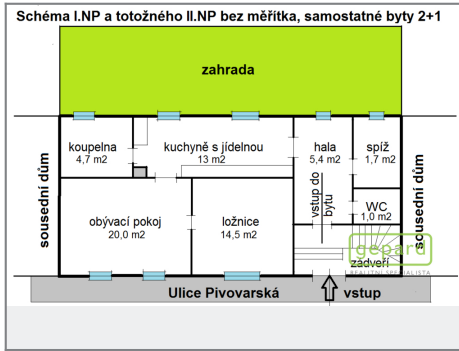 Schéma I.NP a totožného II.NP bez měřítka, samostatné byty 2+1
zahrada
koupelna
4,7 m2
kuchyně s jídelnou
13 m2
hala
5,4 m2
spíž
1,7 m2
sousední dům
sousední dům
vstup do
bytu
WC
1,0 m2
obývací pokoj
20,0 m2
ložnice
14,5 m2
gepard
REALITNÍ SPECIALISTA
zádveří
Ulice Pivovarská
vstup